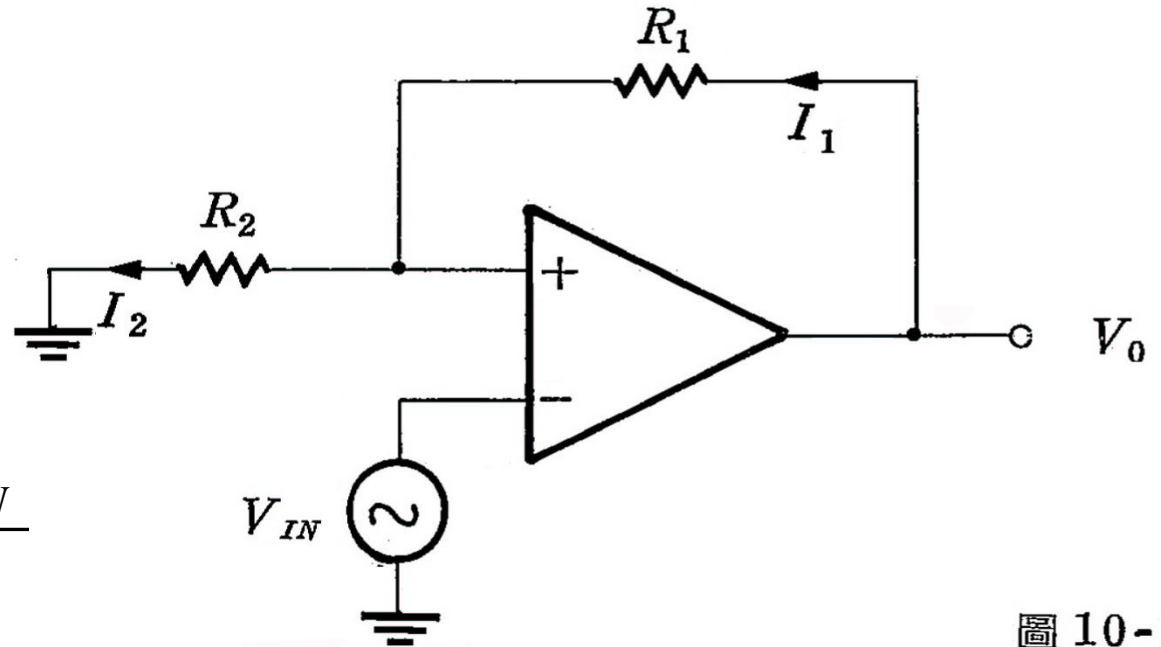 R₁
I₁
R₂
+
I₂
V₀
−
V_IN
圖 10-